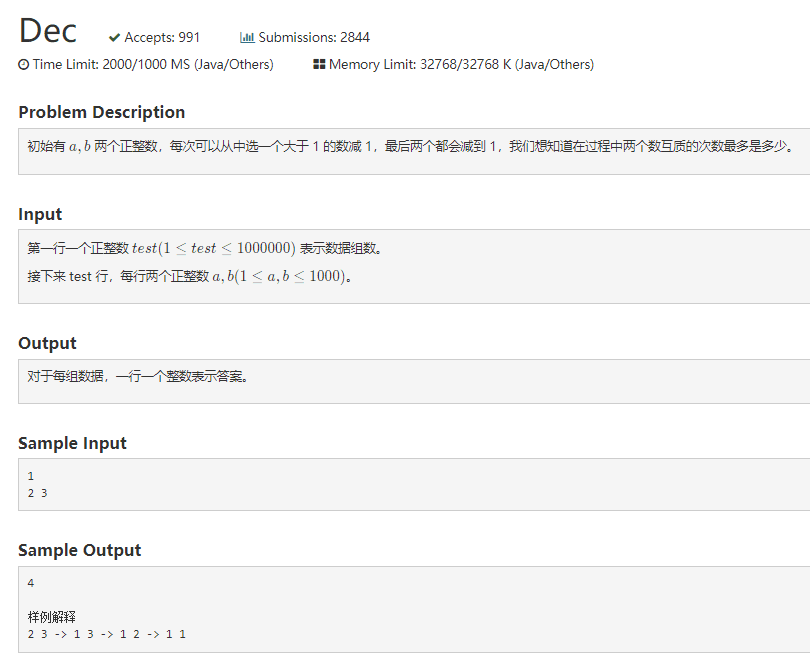 Dec
Accepts: 991 Submissions: 2844
Time Limit: 2000/1000 MS (Java/Others) Memory Limit: 32768/32768 K (Java/Others)
Problem Description
初始有 a, b 两个正整数，每次可以从中选一个大于 1 的数减 1，最后两个都会减到 1，我们想知道在过程中两个数互质的次数最多是多少。
Input
第一行一个正整数 test(1 ≤ test ≤ 1000000) 表示数据组数。
接下来 test 行，每行两个正整数 a, b(1 ≤ a, b ≤ 1000)。
Output
对于每组数据，一行一个整数表示答案。
Sample Input
1
2 3
Sample Output
4
样例解释
2 3 -> 1 3 -> 1 2 -> 1 1